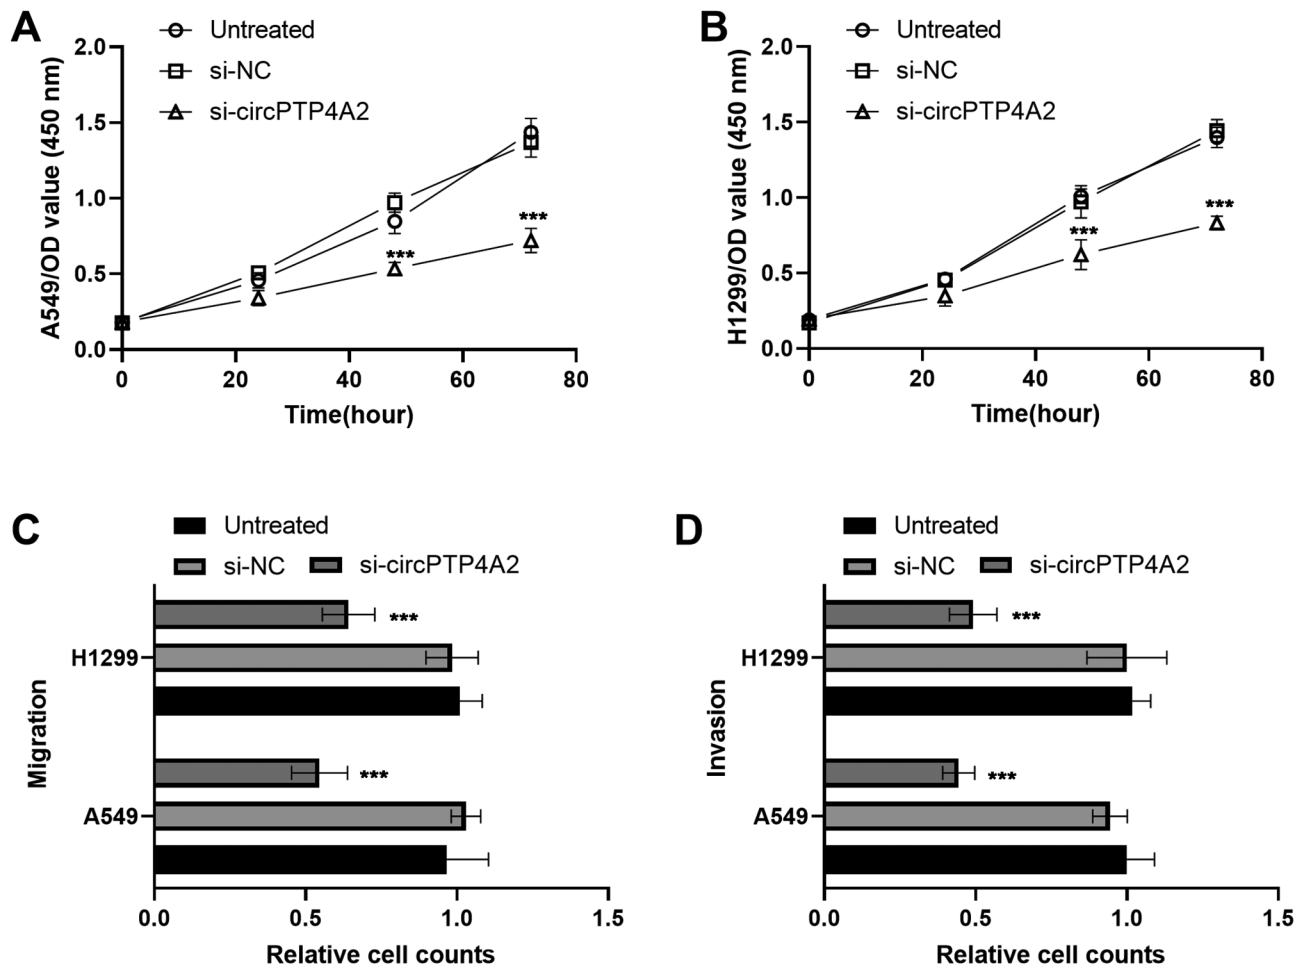 A
Untreated
si-NC
si-circPTP4A2
A549/OD value (450 nm)
2.0
1.5
1.0
0.5
0.0
***
***
0 20 40 60 80
Time(hour)
B
Untreated
si-NC
si-circPTP4A2
H1299/OD value (450 nm)
2.0
1.5
1.0
0.5
0.0
***
***
0 20 40 60 80
Time(hour)
C
Untreated
si-NC si-circPTP4A2
Migration
***
H1299
***
A549
0.0 0.5 1.0 1.5
Relative cell counts
D
Untreated
si-NC si-circPTP4A2
Invasion
***
H1299
***
A549
0.0 0.5 1.0 1.5
Relative cell counts